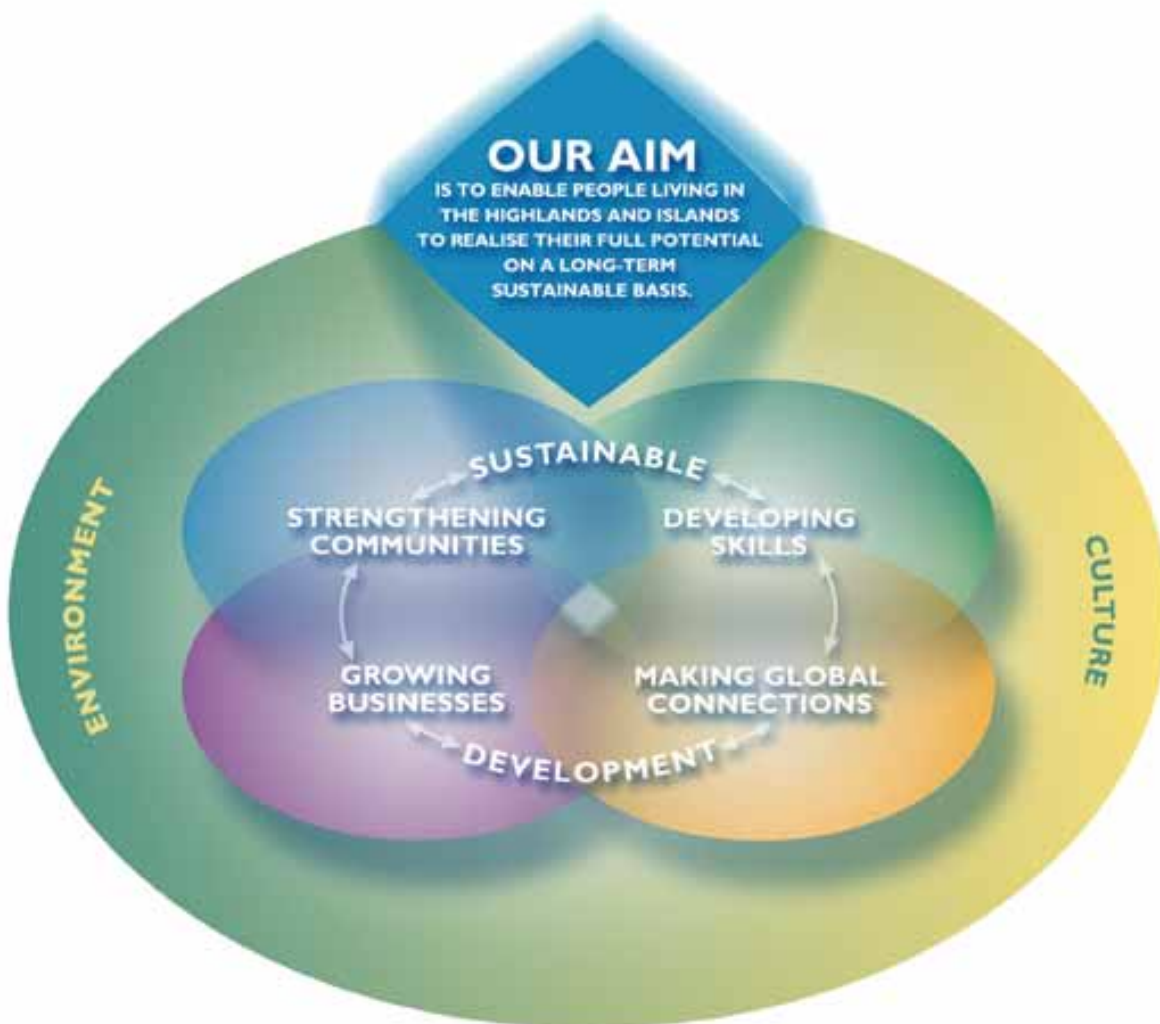 OUR AIM
IS TO ENABLE PEOPLE LIVING IN
THE HIGHLANDS AND ISLANDS
TO REALISE THEIR FULL POTENTIAL
ON A LONG-TERM
SUSTAINABLE BASIS.
SUSTAINABLE
STRENGTHENING
COMMUNITIES
DEVELOPING
SKILLS
ENVIRONMENT
CULTURE
GROWING
BUSINESSES
MAKING GLOBAL
CONNECTIONS
DEVELOPMENT